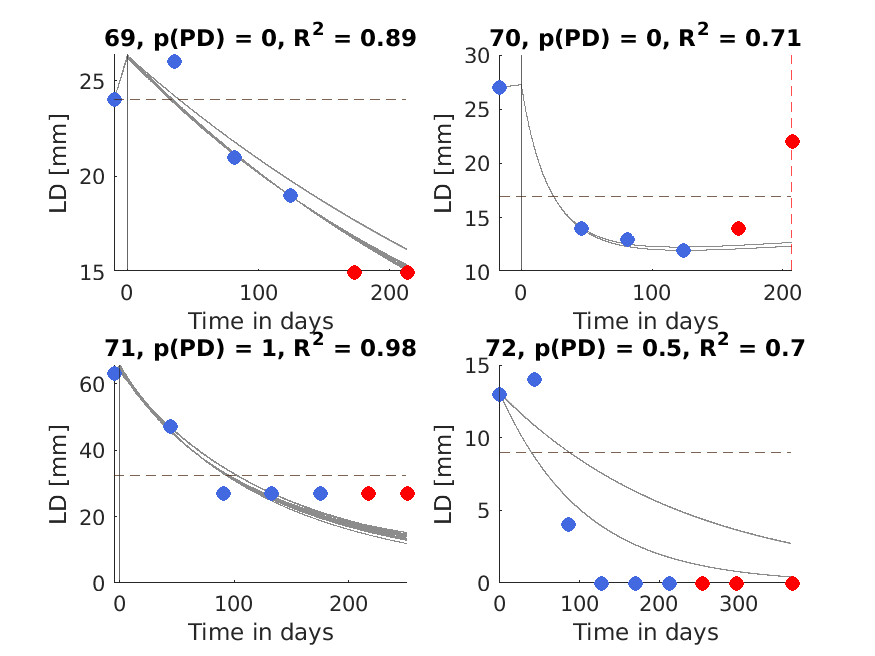 69, p(PD) = 0, R² = 0.89
LD [mm]
25
20
15
0
100
200
Time in days
70, p(PD) = 0, R² = 0.71
LD [mm]
30
25
20
15
10
0
100
200
Time in days
71, p(PD) = 1, R² = 0.98
LD [mm]
60
40
20
0
0
100
200
Time in days
72, p(PD) = 0.5, R² = 0.7
LD [mm]
15
10
5
0
0
100
200
300
Time in days